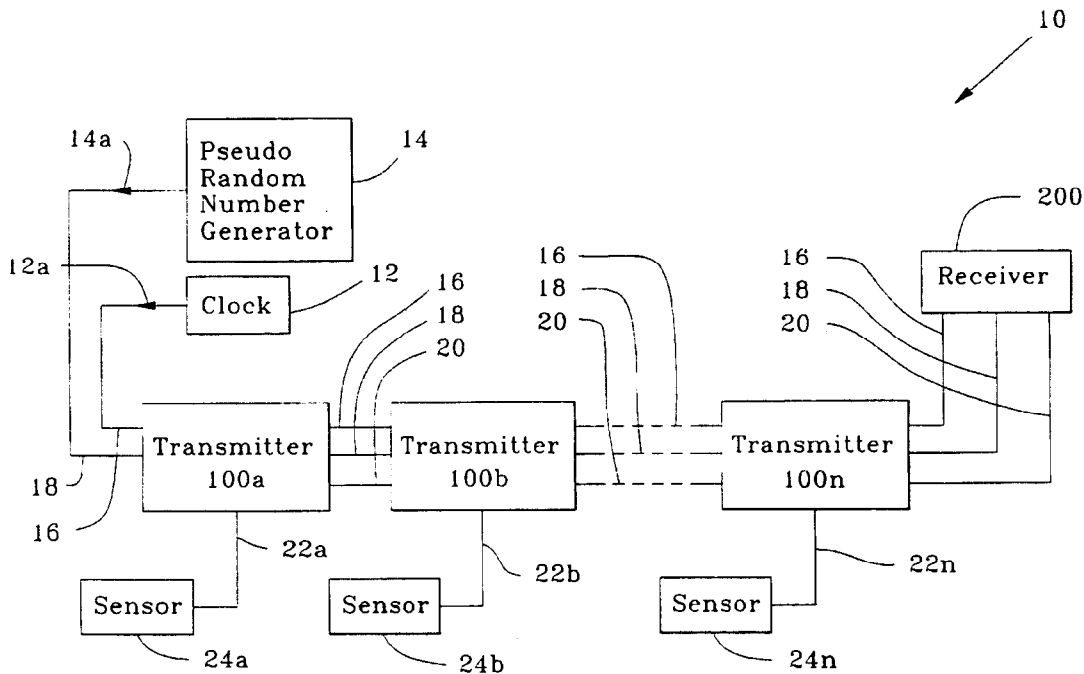 10
14a
Pseudo
Random
Number
Generator
14
200
12a
Clock
12
16
18
20
16
18
20
16
18
20
Receiver
Transmitter
100a
Transmitter
100b
Transmitter
100n
18
16
22a
22b
22n
Sensor
Sensor
Sensor
24a
24b
24n